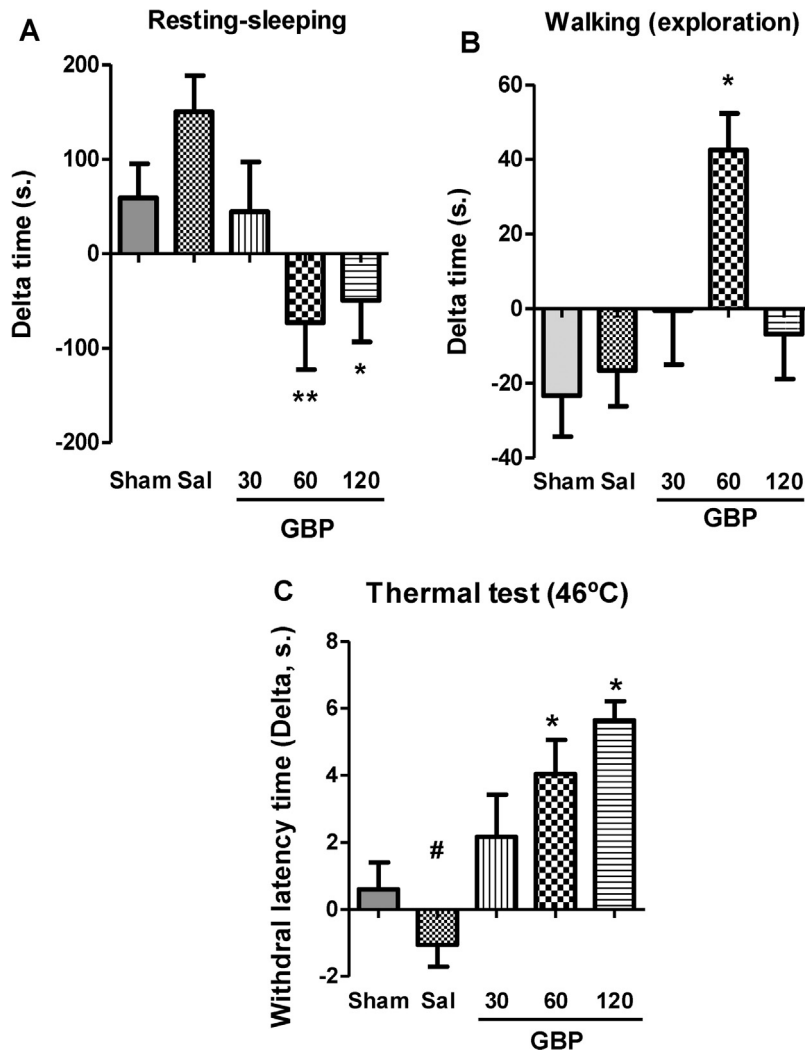 A Resting-sleeping
Delta time (s.)
200
100
0
-100
-200
** *
Sham Sal 30 60 120
GBP
B Walking (exploration)
Delta time (s.)
60
40
20
0
-20
-40
*
Sham Sal 30 60 120
GBP
C Thermal test (46ºC)
Withdral latency time (Delta, s.)
8
6
4
2
0
-2
# * *
Sham Sal 30 60 120
GBP